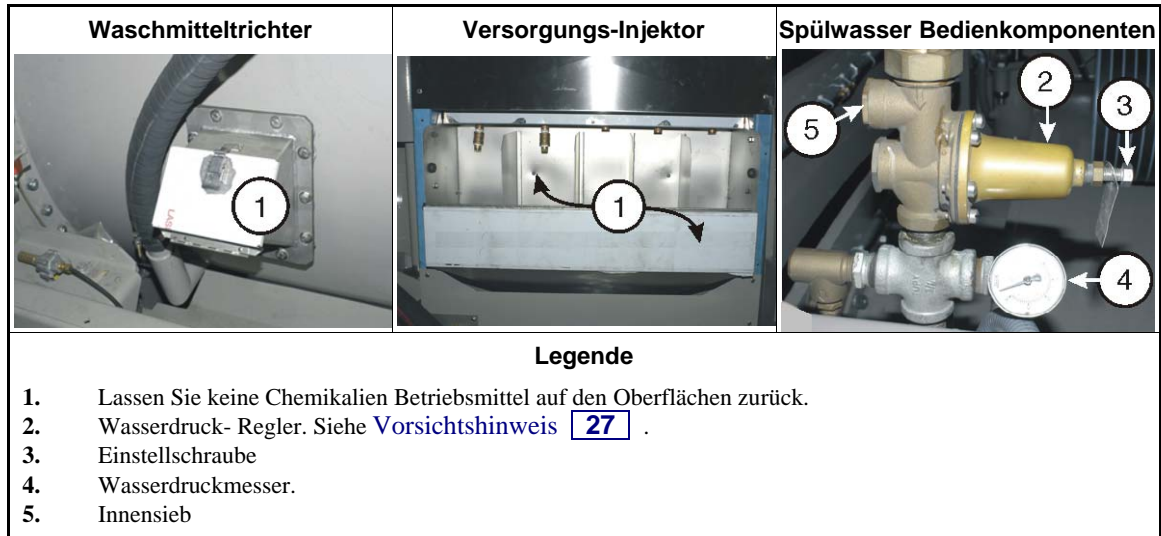 Waschmitteltrichter
Versorgungs-Injektor
Spülwasser Bedienkomponenten
1
1
2
3
5
4
Legende
1. Lassen Sie keine Chemikalien Betriebsmittel auf den Oberflächen zurück.
2. Wasserdruck- Regler. Siehe Vorsichtshinweis 27 .
3. Einstellschraube
4. Wasserdruckmesser.
5. Innensieb